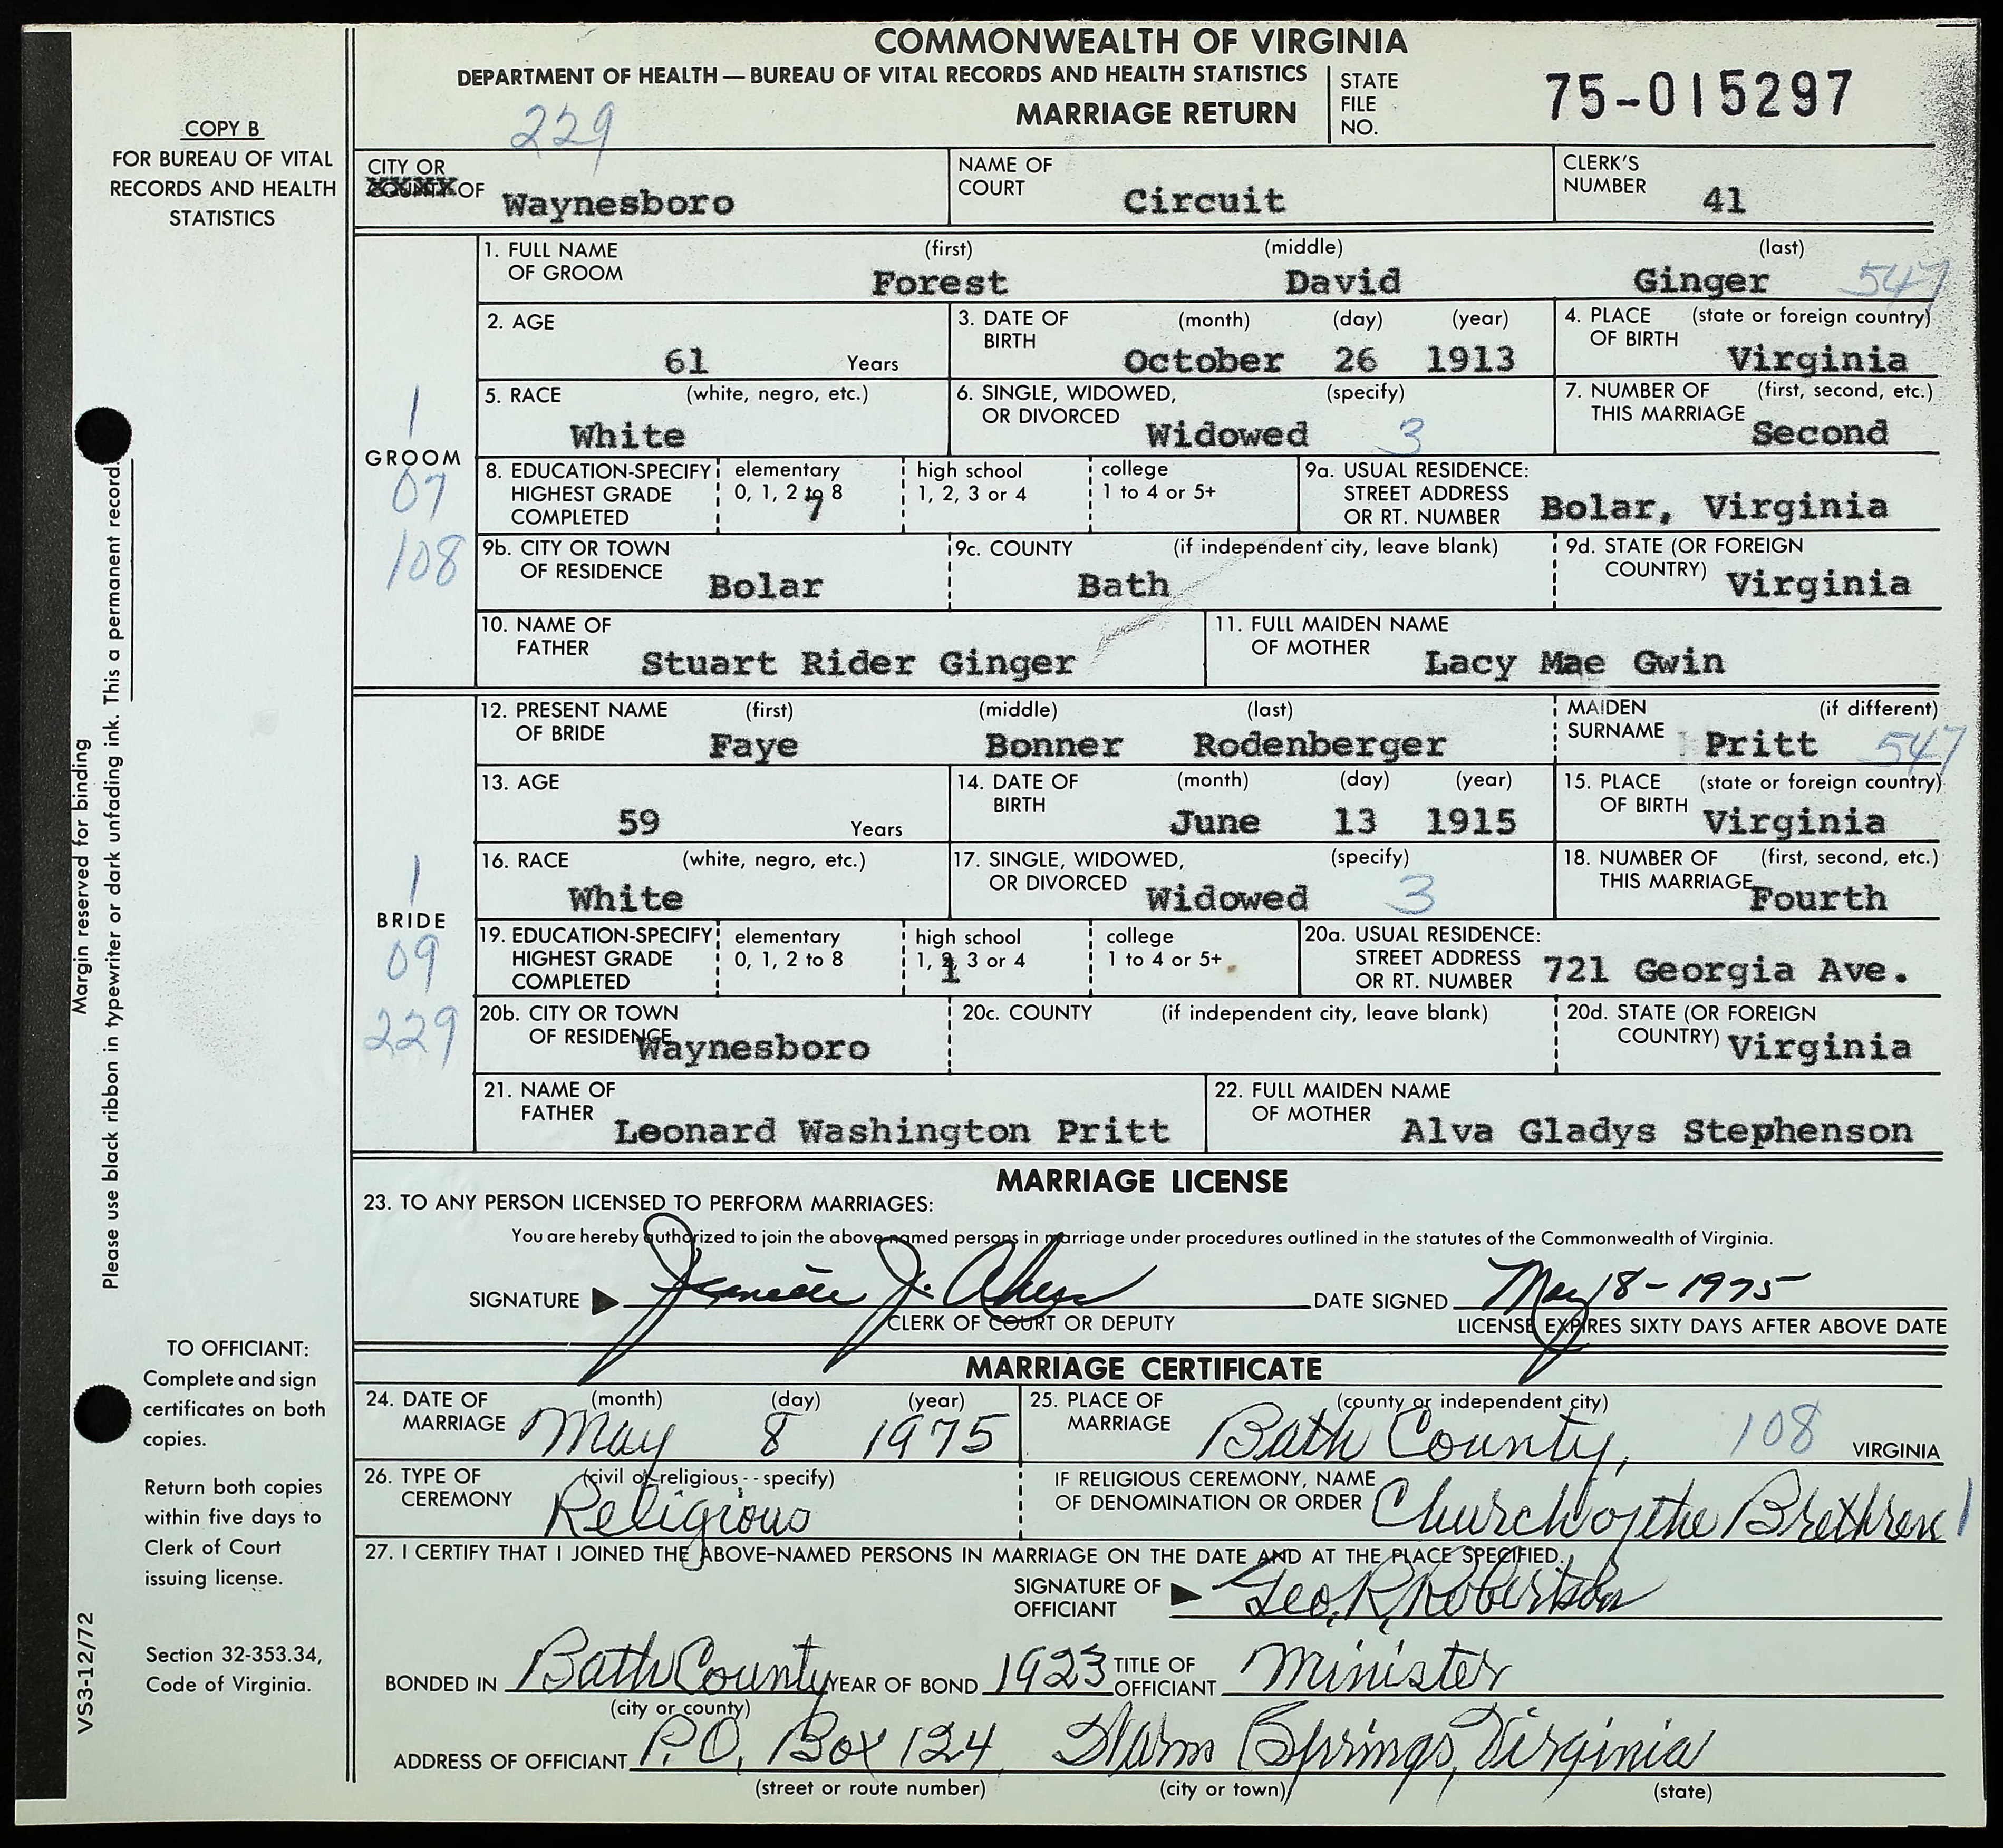 COMMONWEALTH OF VIRGINIA
DEPARTMENT OF HEALTH — BUREAU OF VITAL RECORDS AND HEALTH STATISTICS
MARRIAGE RETURN
STATE FILE NO. 75-015297
229
COPY B
FOR BUREAU OF VITAL
RECORDS AND HEALTH
STATISTICS
CITY OR COUNTY OF Waynesboro NAME OF COURT Circuit CLERK'S NUMBER 41
GROOM
1
07
108
1. FULL NAME OF GROOM (first) Forest (middle) David (last) Ginger 547
2. AGE 61 Years 3. DATE OF BIRTH (month) October (day) 26 (year) 1913 4. PLACE OF BIRTH (state or foreign country) Virginia
5. RACE (white, negro, etc.) White 6. SINGLE, WIDOWED, OR DIVORCED (specify) Widowed 3 7. NUMBER OF THIS MARRIAGE (first, second, etc.) Second
8. EDUCATION-SPECIFY HIGHEST GRADE COMPLETED elementary 0, 1, 2 to 8 7 high school 1, 2, 3 or 4 college 1 to 4 or 5+ 9a. USUAL RESIDENCE: STREET ADDRESS OR RT. NUMBER Bolar, Virginia
9b. CITY OR TOWN OF RESIDENCE Bolar 9c. COUNTY (if independent city, leave blank) Bath 9d. STATE (OR FOREIGN COUNTRY) Virginia
10. NAME OF FATHER Stuart Rider Ginger 11. FULL MAIDEN NAME OF MOTHER Lacy Mae Gwin
BRIDE
1
09
229
12. PRESENT NAME OF BRIDE (first) Faye (middle) Bonner (last) Rodenberger MAIDEN SURNAME (if different) Pritt 547
13. AGE 59 Years 14. DATE OF BIRTH (month) June (day) 13 (year) 1915 15. PLACE OF BIRTH (state or foreign country) Virginia
16. RACE (white, negro, etc.) White 17. SINGLE, WIDOWED, OR DIVORCED (specify) Widowed 3 18. NUMBER OF THIS MARRIAGE (first, second, etc.) Fourth
19. EDUCATION-SPECIFY HIGHEST GRADE COMPLETED elementary 0, 1, 2 to 8 high school 1, 2, 3 or 4 1 college 1 to 4 or 5+ 20a. USUAL RESIDENCE: STREET ADDRESS OR RT. NUMBER 721 Georgia Ave.
20b. CITY OR TOWN OF RESIDENCE Waynesboro 20c. COUNTY (if independent city, leave blank) 20d. STATE (OR FOREIGN COUNTRY) Virginia
21. NAME OF FATHER Leonard Washington Pritt 22. FULL MAIDEN NAME OF MOTHER Alva Gladys Stephenson
MARRIAGE LICENSE
23. TO ANY PERSON LICENSED TO PERFORM MARRIAGES:
You are hereby authorized to join the above-named persons in marriage under procedures outlined in the statutes of the Commonwealth of Virginia.
SIGNATURE J. DATE SIGNED May 8 - 1975
CLERK OF COURT OR DEPUTY LICENSE EXPIRES SIXTY DAYS AFTER ABOVE DATE
MARRIAGE CERTIFICATE
24. DATE OF MARRIAGE (month) May (day) 8 (year) 1975 25. PLACE OF MARRIAGE (county or independent city) Bath County, 108 VIRGINIA
26. TYPE OF CEREMONY (civil or religious - - specify) Religious IF RELIGIOUS CEREMONY, NAME OF DENOMINATION OR ORDER Church of the Brethren 1
27. I CERTIFY THAT I JOINED THE ABOVE-NAMED PERSONS IN MARRIAGE ON THE DATE AND AT THE PLACE SPECIFIED.
SIGNATURE OF OFFICIANT Geo. R. Robertson
BONDED IN Bath County (city or county) YEAR OF BOND 1923 TITLE OF OFFICIANT Minister
ADDRESS OF OFFICIANT P.O. Box 124, Warm Springs, Virginia
(street or route number) (city or town) (state)
Margin reserved for binding
Please use black ribbon in typewriter or dark unfading ink. This a permanent record.
TO OFFICIANT:
Complete and sign
certificates on both
copies.
Return both copies
within five days to
Clerk of Court
issuing license.
Section 32-353.34,
Code of Virginia.
VS3-12/72